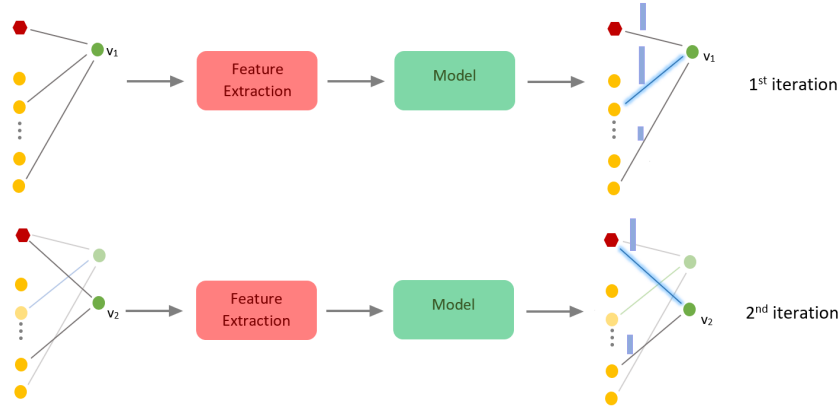 v₁
Feature
Extraction
Model
v₁
1ˢᵗ iteration
v₂
Feature
Extraction
Model
v₂
2ⁿᵈ iteration